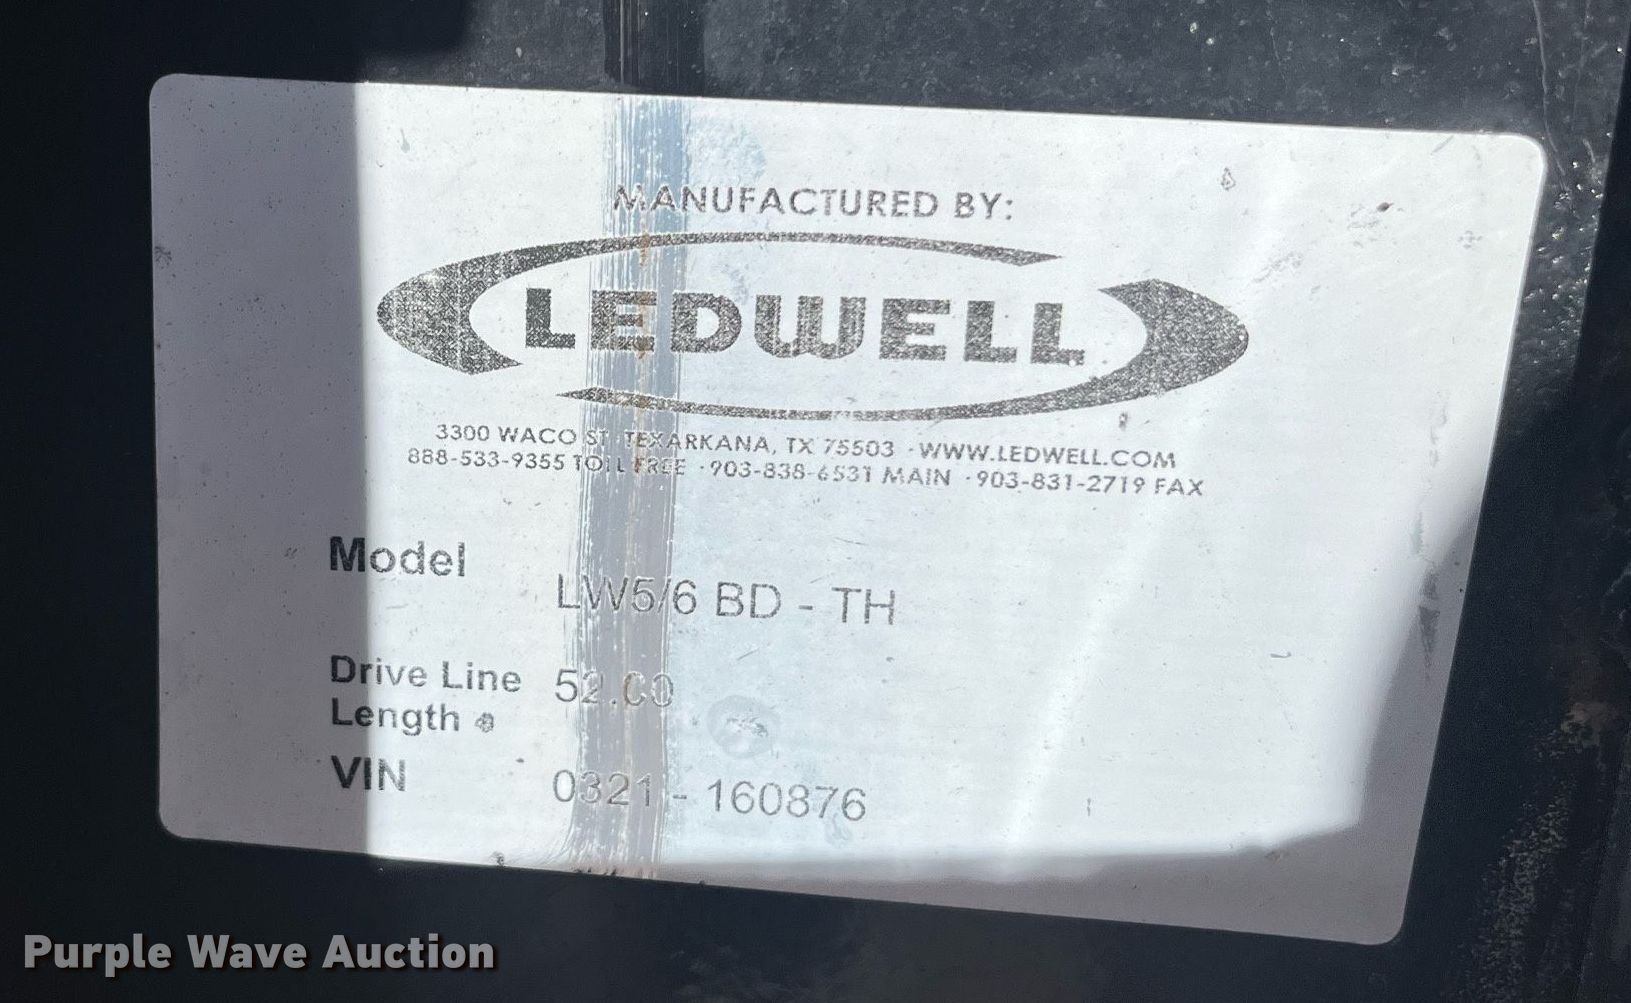 MANUFACTURED BY:
LEDWELL
3300 WACO ST TEXARKANA, TX 75503 · WWW.LEDWELL.COM
888-533-9355 TOLL FREE · 903-838-6531 MAIN · 903-831-2719 FAX
Model
LW5/6 BD - TH
Drive Line 52.00
Length
VIN 0321 - 160876
Purple Wave Auction